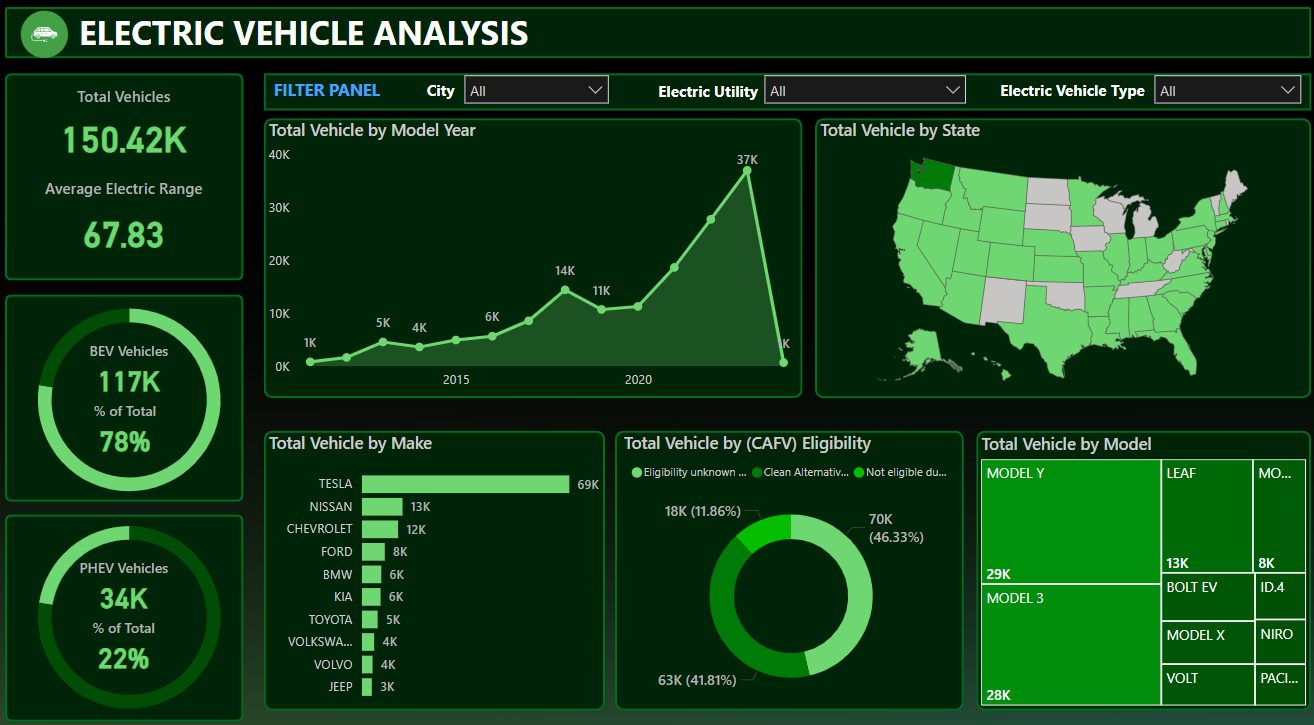 ELECTRIC VEHICLE ANALYSIS
Total Vehicles
150.42K
Average Electric Range
67.83
FILTER PANEL City All Electric Utility All Electric Vehicle Type All
BEV Vehicles
117K
% of Total
78%
PHEV Vehicles
34K
% of Total
22%
Total Vehicle by Model Year
40K
30K
20K
10K
0K
1K
5K
4K
6K
14K
11K
37K
K
2015 2020
Total Vehicle by State
Total Vehicle by Make
TESLA 69K
NISSAN 13K
CHEVROLET 12K
FORD 8K
BMW 6K
KIA 6K
TOYOTA 5K
VOLKSWA... 4K
VOLVO 4K
JEEP 3K
Total Vehicle by (CAFV) Eligibility
Eligibility unknown ... Clean Alternativ... Not eligible du...
18K (11.86%)
70K
(46.33%)
63K (41.81%)
Total Vehicle by Model
MODEL Y
29K
MODEL 3
28K
LEAF
13K
MO...
8K
BOLT EV
ID.4
MODEL X
NIRO
VOLT
PACI...